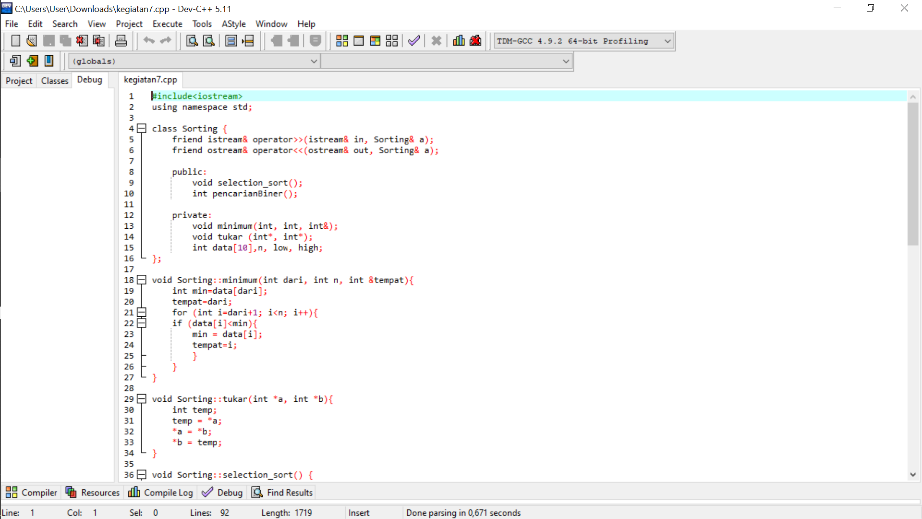 C:\Users\User\Downloads\kegiatan7.cpp - Dev-C++ 5.11
File Edit Search View Project Execute Tools AStyle Window Help
TDM-GCC 4.9.2 64-bit Profiling
(globals)
Project Classes Debug kegiatan7.cpp
1 #include<iostream>
2 using namespace std;
3
4 class Sorting {
5 friend istream& operator>>(istream& in, Sorting& a);
6 friend ostream& operator<<(ostream& out, Sorting& a);
7
8 public:
9 void selection_sort();
10 int pencarianBiner();
11
12 private:
13 void minimum(int, int, int&);
14 void tukar (int*, int*);
15 int data[10],n, low, high;
16 };
17
18 void Sorting::minimum(int dari, int n, int &tempat){
19 int min=data[dari];
20 tempat=dari;
21 for (int i=dari+1; i<n; i++){
22 if (data[i]<min){
23 min = data[i];
24 tempat=i;
25 }
26 }
27 }
28
29 void Sorting::tukar(int *a, int *b){
30 int temp;
31 temp = *a;
32 *a = *b;
33 *b = temp;
34 }
35
36 void Sorting::selection_sort() {
Compiler Resources Compile Log Debug Find Results
Line: 1 Col: 1 Sel: 0 Lines: 92 Length: 1719 Insert Done parsing in 0,671 seconds